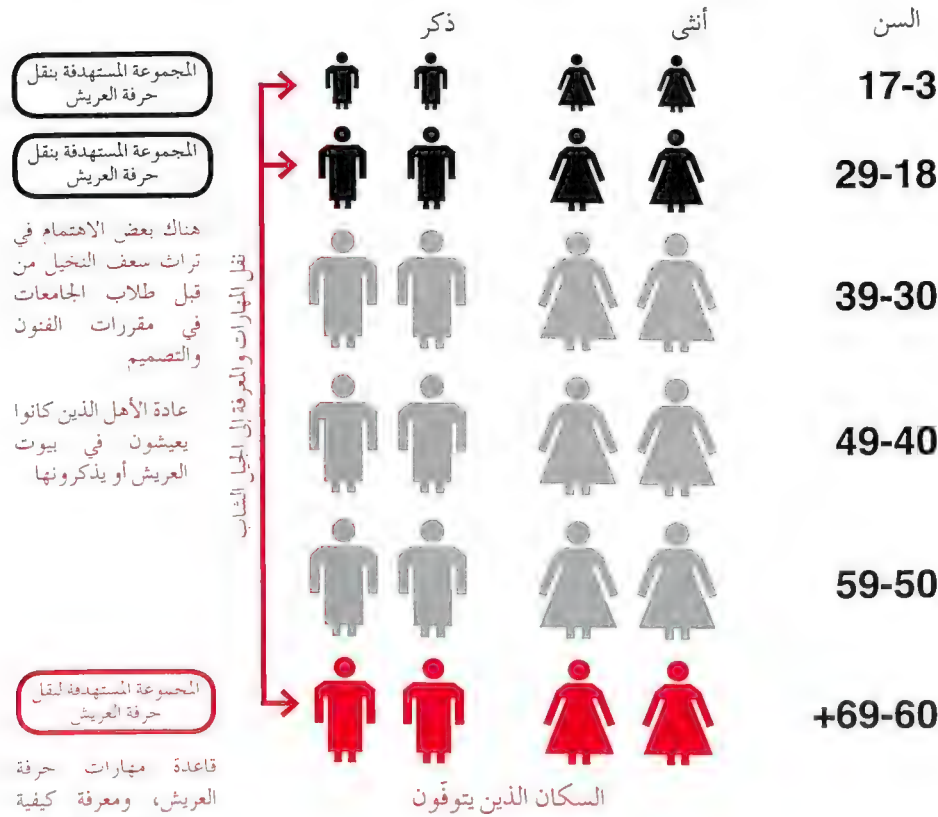 السن
أنثى
ذكر
17-3
29-18
39-30
49-40
59-50
+69-60
المجموعة المستهدفة بنقل
حرفة العريش
المجموعة المستهدفة بنقل
حرفة العريش
هناك بعض الاهتمام في
تراث سعف النخيل من
قبل طلاب الجامعات
في مقررات الفنون
والتصميم
عادة الأهل الذين كانوا
يعيشون في بيوت
العريش أو يذكرونها
نقل المهارات والمعرفة إلى الجيل الشاب
المجموعة المستهدفة لنقل
حرفة العريش
قاعدة مهارات حرفة
العريش، ومعرفة كيفية
السكان الذين يتوفّون